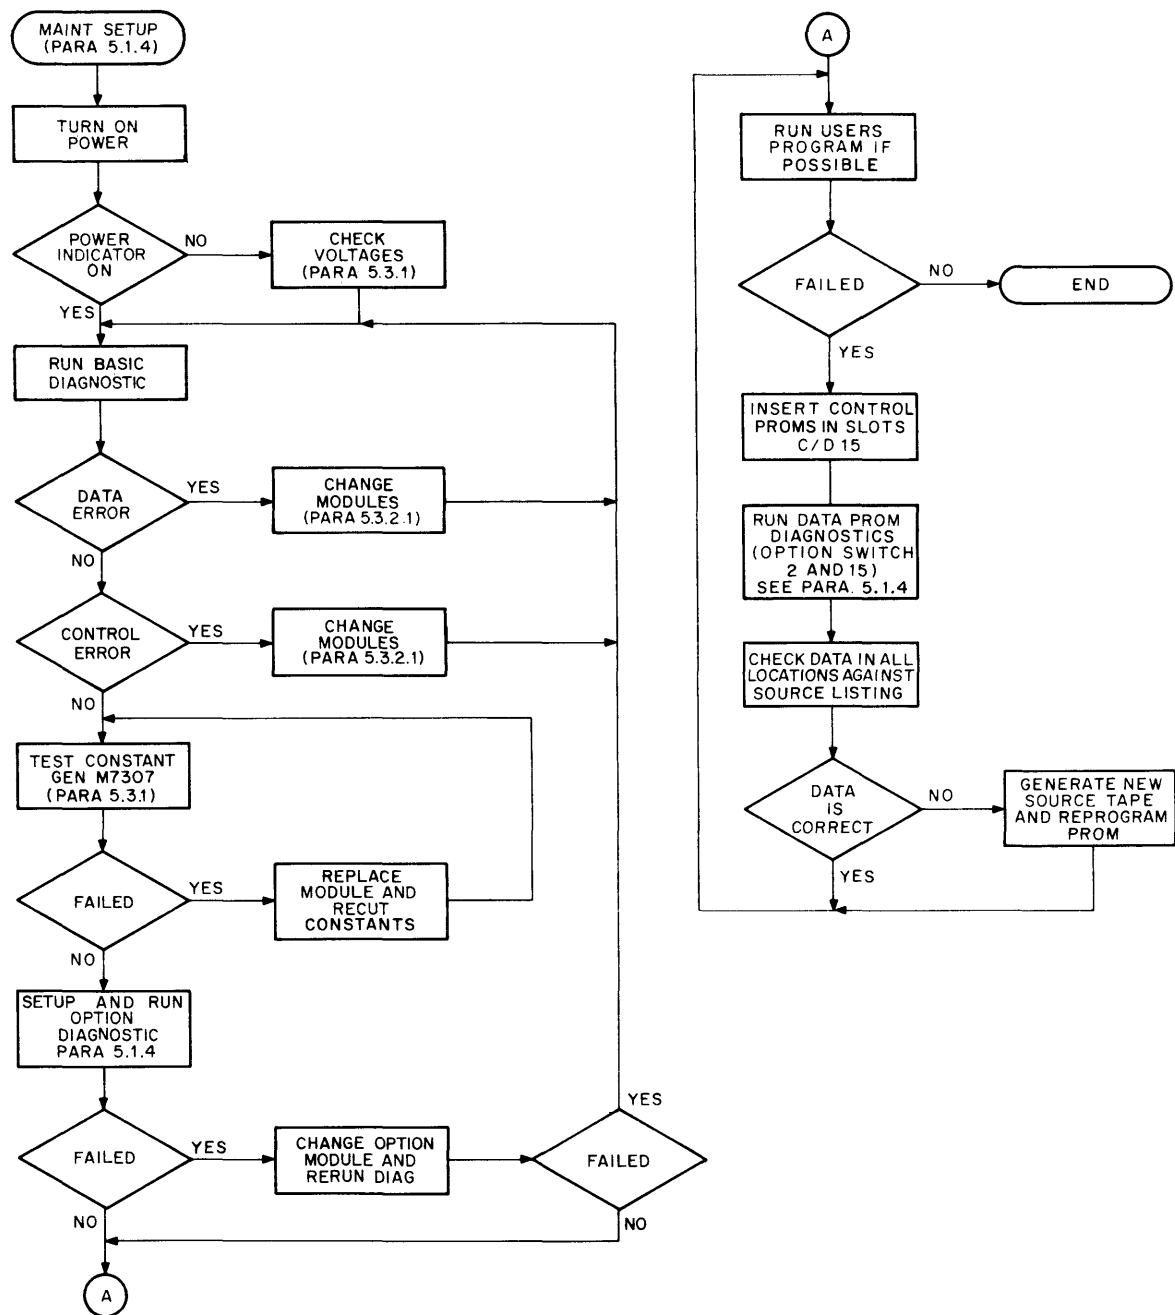 MAINT SETUP
(PARA 5.1.4)
TURN ON
POWER
POWER
INDICATOR
ON
NO
CHECK
VOLTAGES
(PARA 5.3.1)
YES
RUN BASIC
DIAGNOSTIC
DATA
ERROR
YES
CHANGE
MODULES
(PARA 5.3.2.1)
NO
CONTROL
ERROR
YES
CHANGE
MODULES
(PARA 5.3.2.1)
NO
TEST CONSTANT
GEN M7307
(PARA 5.3.1)
FAILED
YES
REPLACE
MODULE AND
RECUT
CONSTANTS
NO
SETUP AND RUN
OPTION
DIAGNOSTIC
PARA 5.1.4
FAILED
YES
CHANGE OPTION
MODULE AND
RERUN DIAG
YES
FAILED
NO
NO
A
A
RUN USERS
PROGRAM IF
POSSIBLE
FAILED
NO
END
YES
INSERT CONTROL
PROMS IN SLOTS
C/D 15
RUN DATA PROM
DIAGNOSTICS
(OPTION SWITCH
2 AND 15)
SEE PARA. 5.1.4
CHECK DATA IN ALL
LOCATIONS AGAINST
SOURCE LISTING
DATA
IS
CORRECT
NO
GENERATE NEW
SOURCE TAPE
AND REPROGRAM
PROM
YES